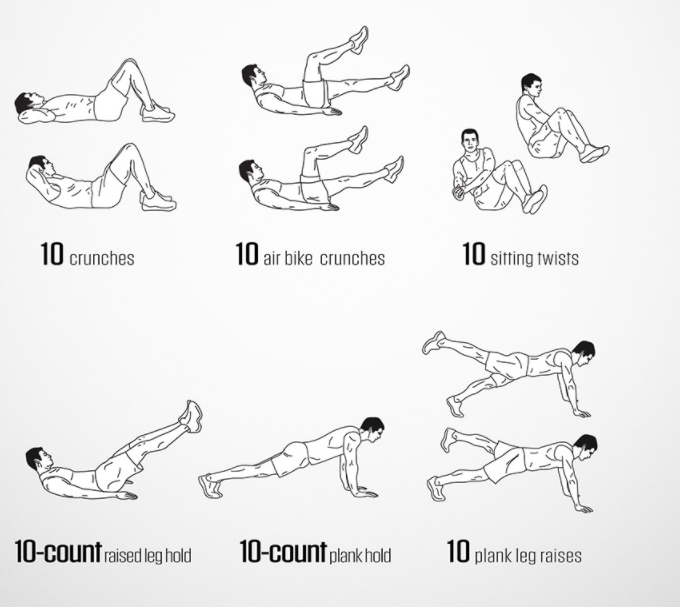 10 crunches
10 air bike crunches
10 sitting twists
10-count raised leg hold
10-count plank hold
10 plank leg raises